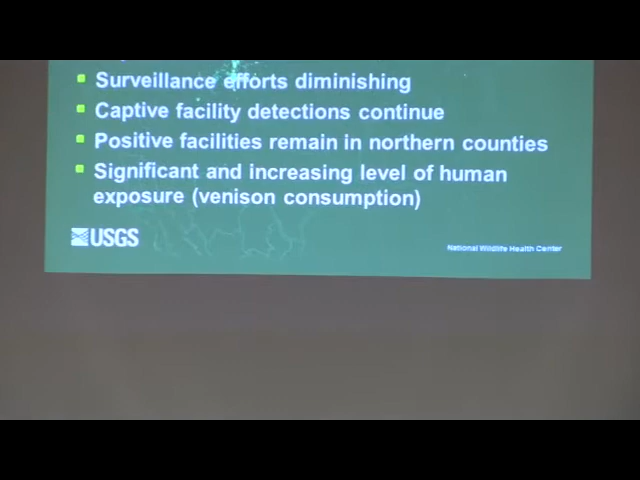 Surveillance efforts diminishing
Captive facility detections continue
Positive facilities remain in northern counties
Significant and increasing level of human
exposure (venison consumption)
USGS
National Wildlife Health Center